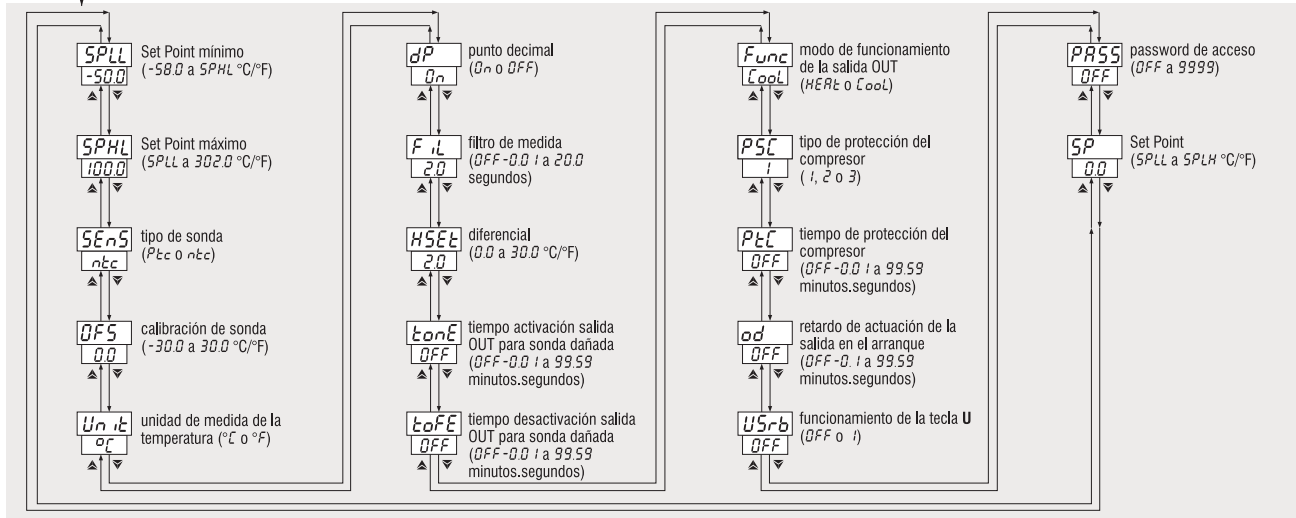 SPLL
-50.0
Set Point mínimo
(-58.0 a SPHL °C/°F)
SPHL
100.0
Set Point máximo
(SPLL a 302.0 °C/°F)
SEnS
ntc
tipo de sonda
(Ptc o ntc)
OFS
0.0
calibración de sonda
(-30.0 a 30.0 °C/°F)
Unit
°C
unidad de medida de la
temperatura (°C o °F)
dP
On
punto decimal
(On o OFF)
FiL
2.0
filtro de medida
(OFF -0.01 a 20.0
segundos)
HSEt
2.0
diferencial
(0.0 a 30.0 °C/°F)
tonE
OFF
tiempo activación salida
OUT para sonda dañada
(OFF -0.01 a 99.59
minutos.segundos)
toFE
OFF
tiempo desactivación salida
OUT para sonda dañada
(OFF -0.01 a 99.59
minutos.segundos)
Func
CooL
modo de funcionamiento
de la salida OUT
(HEAt o CooL)
PSC
1
tipo de protección del
compresor
(1, 2 o 3)
PtC
OFF
tiempo de protección del
compresor
(OFF -0.01 a 99.59
minutos.segundos)
od
OFF
retardo de actuación de la
salida en el arranque
(OFF -0.1 a 99.59
minutos.segundos)
USrb
OFF
funcionamiento de la tecla U
(OFF o 1)
PASS
OFF
password de acceso
(OFF a 9999)
SP
0.0
Set Point
(SPLL a SPLH °C/°F)